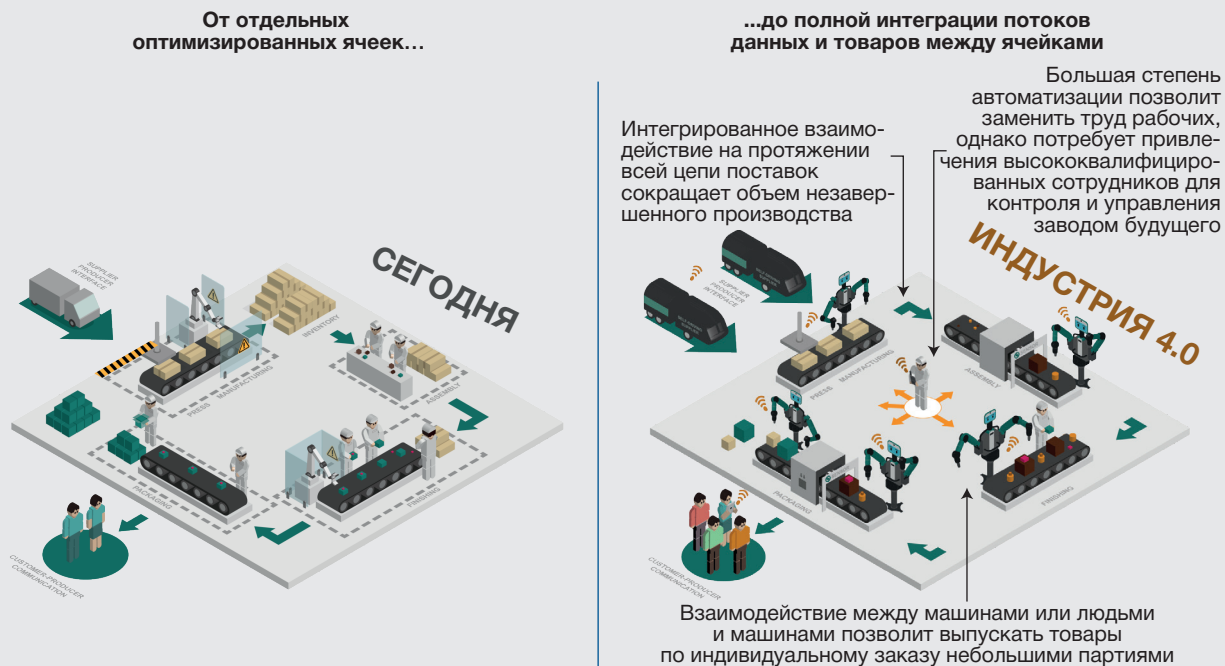 От отдельных
оптимизированных ячеек…
СЕГОДНЯ
SUPPLIER
PRODUCER
INTERFACE
INVENTORY
PRESS
MANUFACTURING
ASSEMBLY
PACKAGING
FINISHING
CUSTOMER-PRODUCER
COMMUNICATION
...до полной интеграции потоков
данных и товаров между ячейками
Большая степень
автоматизации позволит
заменить труд рабочих,
однако потребует привле-
чения высококвалифициро-
ванных сотрудников для
контроля и управления
заводом будущего
Интегрированное взаимо-
действие на протяжении
всей цепи поставок
сокращает объем незавер-
шенного производства
ИНДУСТРИЯ 4.0
SUPPLIER
PRODUCER
INTERFACE
PRESS
MANUFACTURING
ASSEMBLY
PACKAGING
FINISHING
CUSTOMER-PRODUCER
COMMUNICATION
Взаимодействие между машинами или людьми
и машинами позволит выпускать товары
по индивидуальному заказу небольшими партиями